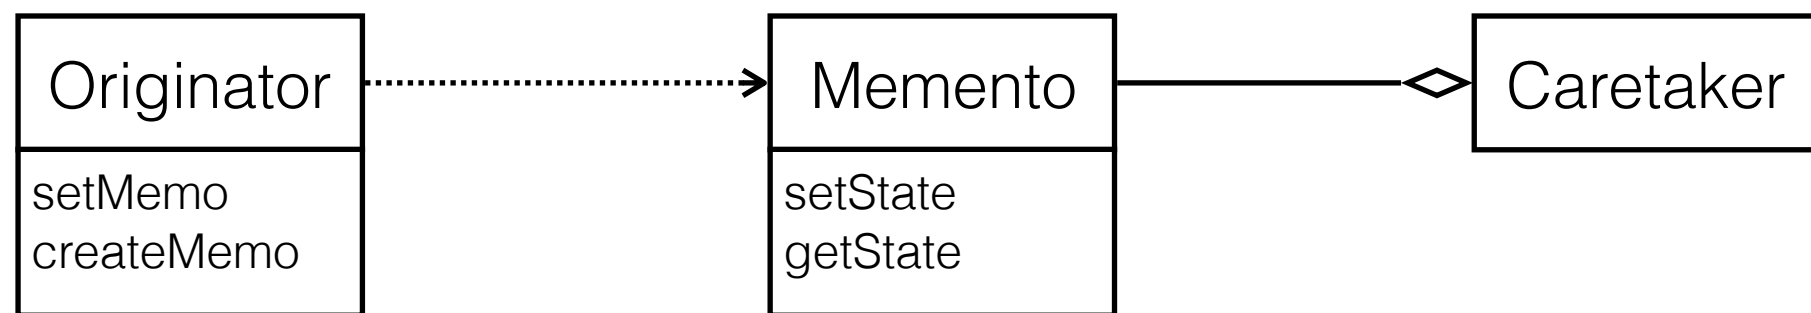 Originator
setMemo
createMemo
Memento
setState
getState
Caretaker